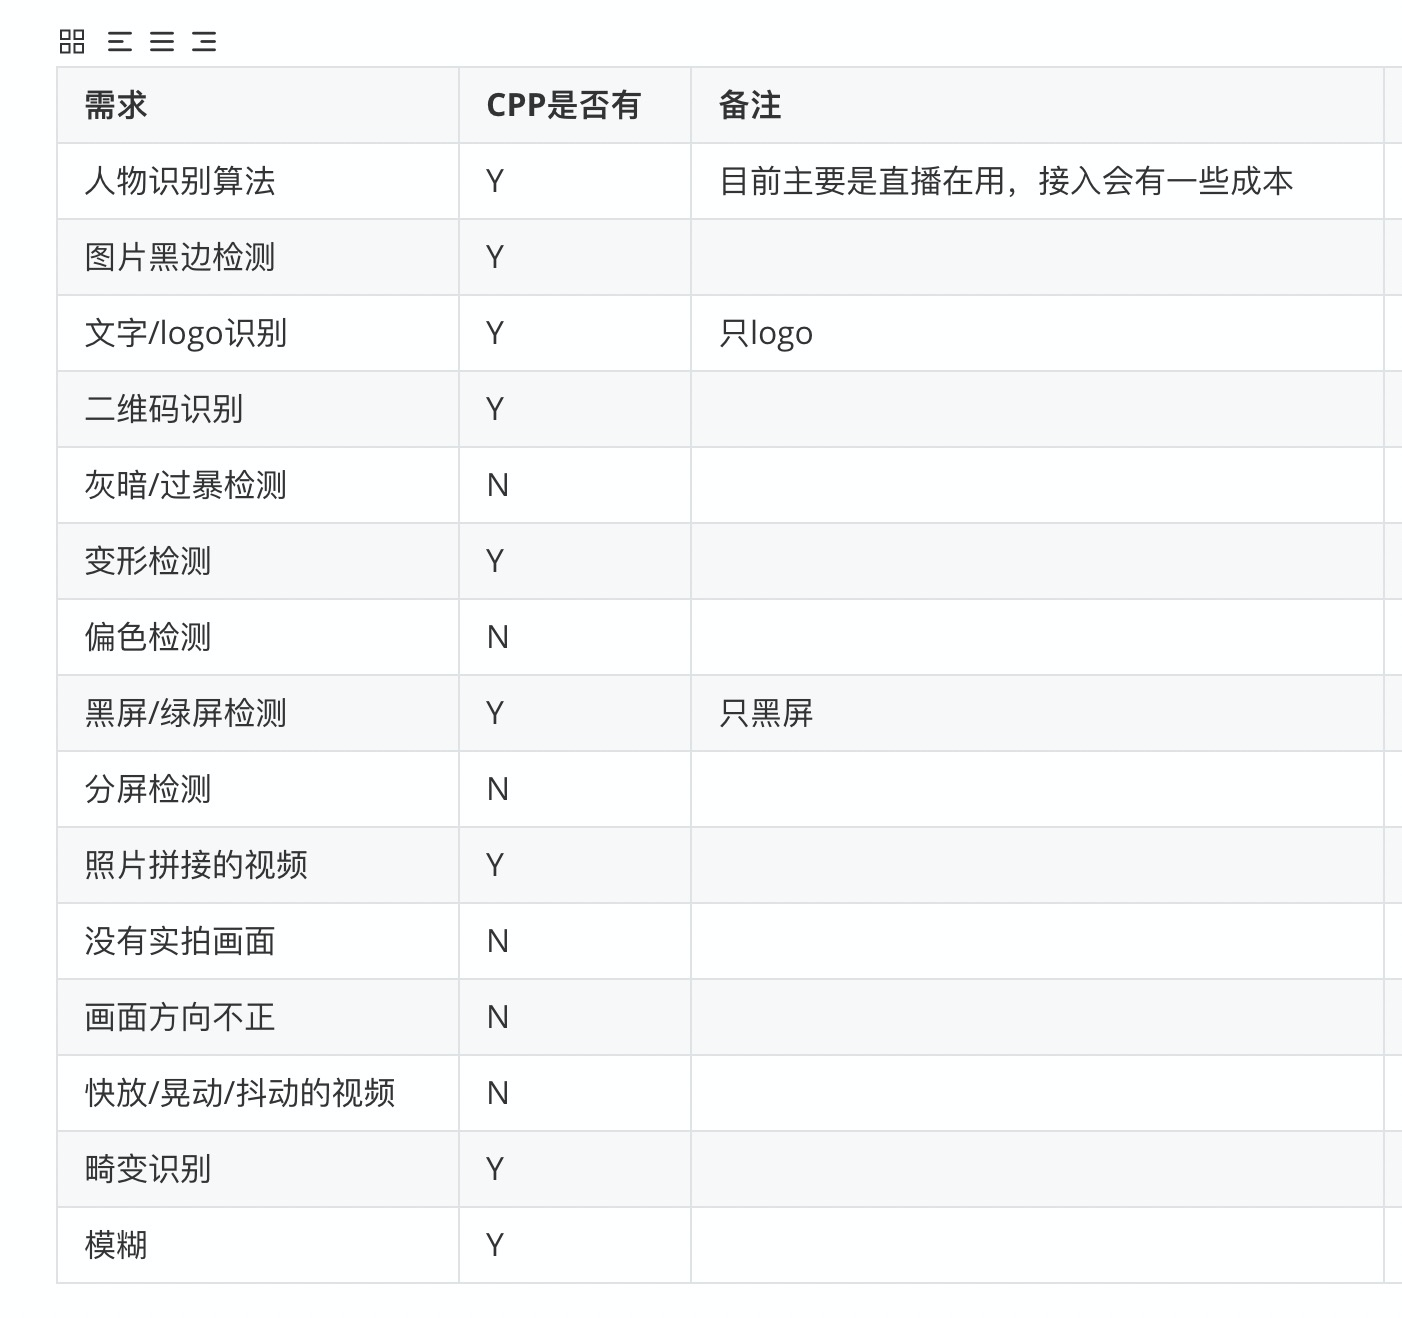 需求 CPP是否有 备注
人物识别算法 Y 目前主要是直播在用，接入会有一些成本
图片黑边检测 Y
文字/logo识别 Y 只logo
二维码识别 Y
灰暗/过暴检测 N
变形检测 Y
偏色检测 N
黑屏/绿屏检测 Y 只黑屏
分屏检测 N
照片拼接的视频 Y
没有实拍画面 N
画面方向不正 N
快放/晃动/抖动的视频 N
畸变识别 Y
模糊 Y